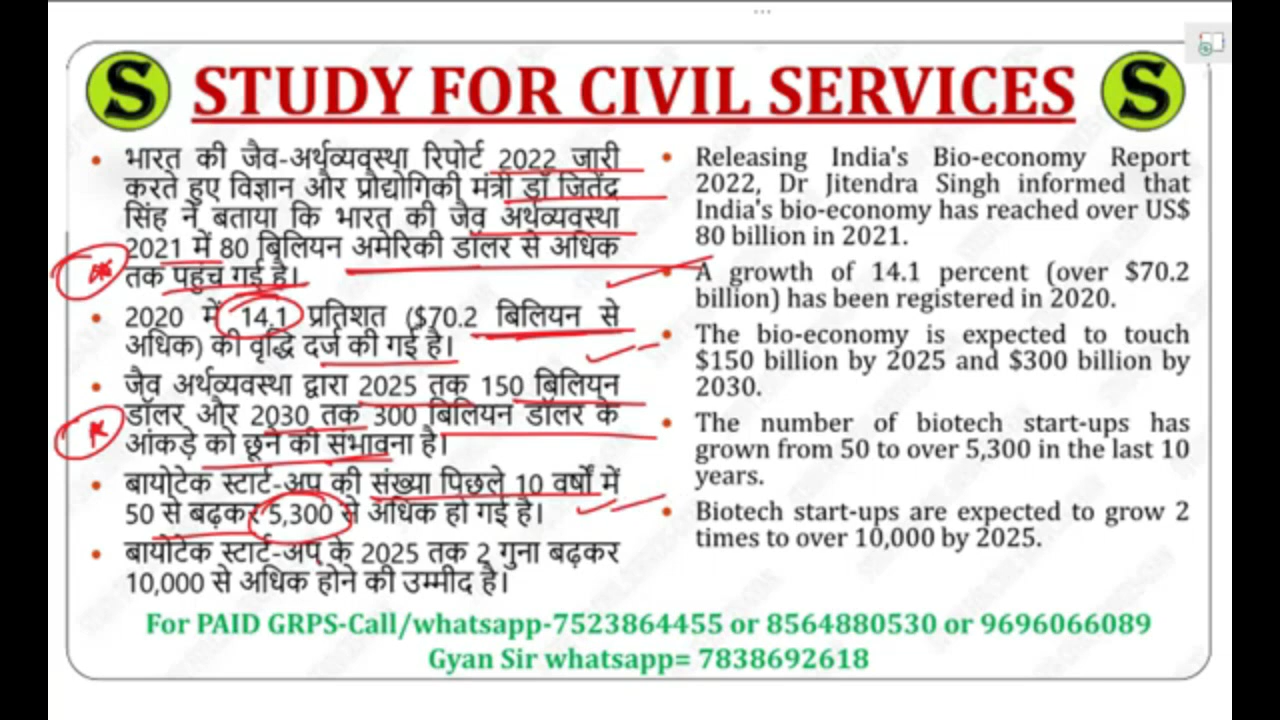 S STUDY FOR CIVIL SERVICES S
• भारत की जैव-अर्थव्यवस्था रिपोर्ट 2022 जारी
करते हुए विज्ञान और प्रौद्योगिकी मंत्री डॉ जितेंद्र
सिंह ने बताया कि भारत की जैव अर्थव्यवस्था
2021 में 80 बिलियन अमेरिकी डॉलर से अधिक
तक पहुंच गई है।
• 2020 में 14.1 प्रतिशत ($70.2 बिलियन से
अधिक) की वृद्धि दर्ज की गई है।
• जैव अर्थव्यवस्था द्वारा 2025 तक 150 बिलियन
डॉलर और 2030 तक 300 बिलियन डॉलर के
आंकड़े को छूने की संभावना है।
• बायोटेक स्टार्ट-अप की संख्या पिछले 10 वर्षों में
50 से बढ़कर 5,300 से अधिक हो गई है।
• बायोटेक स्टार्ट-अप के 2025 तक 2 गुना बढ़कर
10,000 से अधिक होने की उम्मीद है।
• Releasing India's Bio-economy Report
2022, Dr Jitendra Singh informed that
India's bio-economy has reached over US$
80 billion in 2021.
• A growth of 14.1 percent (over $70.2
billion) has been registered in 2020.
• The bio-economy is expected to touch
$150 billion by 2025 and $300 billion by
2030.
• The number of biotech start-ups has
grown from 50 to over 5,300 in the last 10
years.
• Biotech start-ups are expected to grow 2
times to over 10,000 by 2025.
For PAID GRPS-Call/whatsapp-7523864455 or 8564880530 or 9696066089
Gyan Sir whatsapp= 7838692618